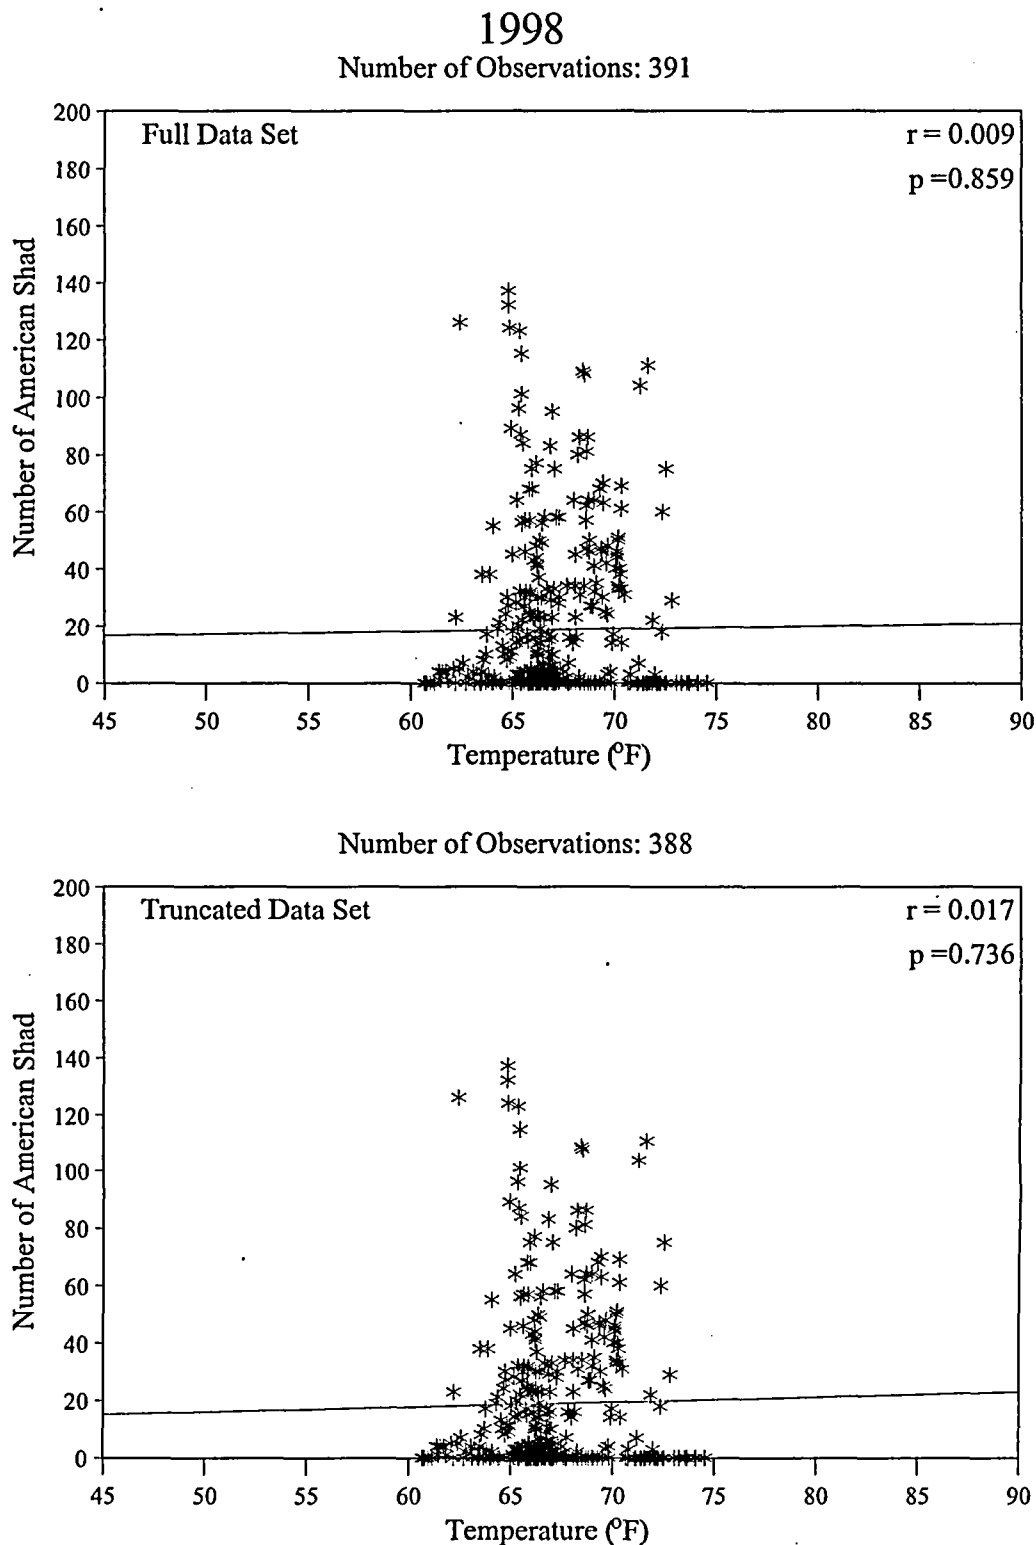 1998
Number of Observations: 391
Full Data Set
r = 0.009
p =0.859
200
180
160
140
120
100
80
60
40
20
0
Number of American Shad
45 50 55 60 65 70 75 80 85 90
Temperature (°F)
Number of Observations: 388
Truncated Data Set
r = 0.017
p =0.736
200
180
160
140
120
100
80
60
40
20
0
Number of American Shad
45 50 55 60 65 70 75 80 85 90
Temperature (°F)